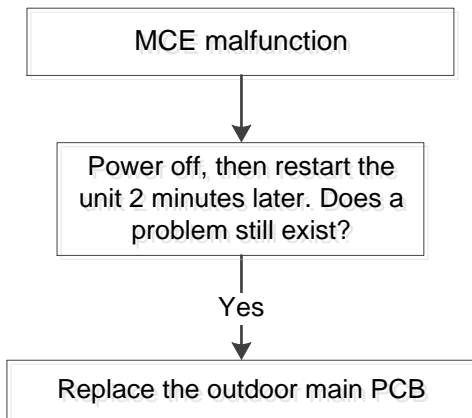 MCE malfunction
Power off, then restart the
unit 2 minutes later. Does a
problem still exist?
Yes
Replace the outdoor main PCB